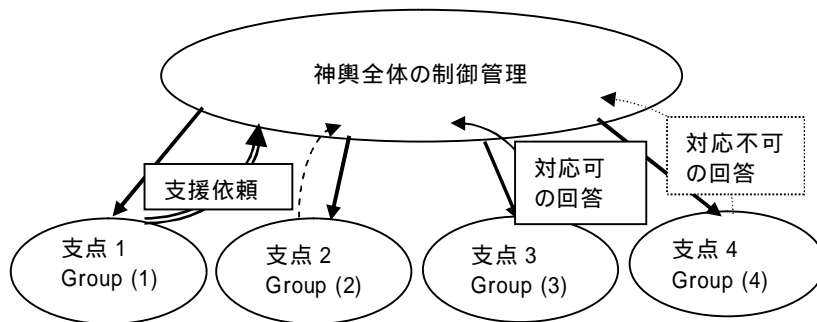 神輿全体の制御管理
支援依頼
対応可
の回答
対応不可
の回答
支点1
Group (1)
支点2
Group (2)
支点3
Group (3)
支点4
Group (4)